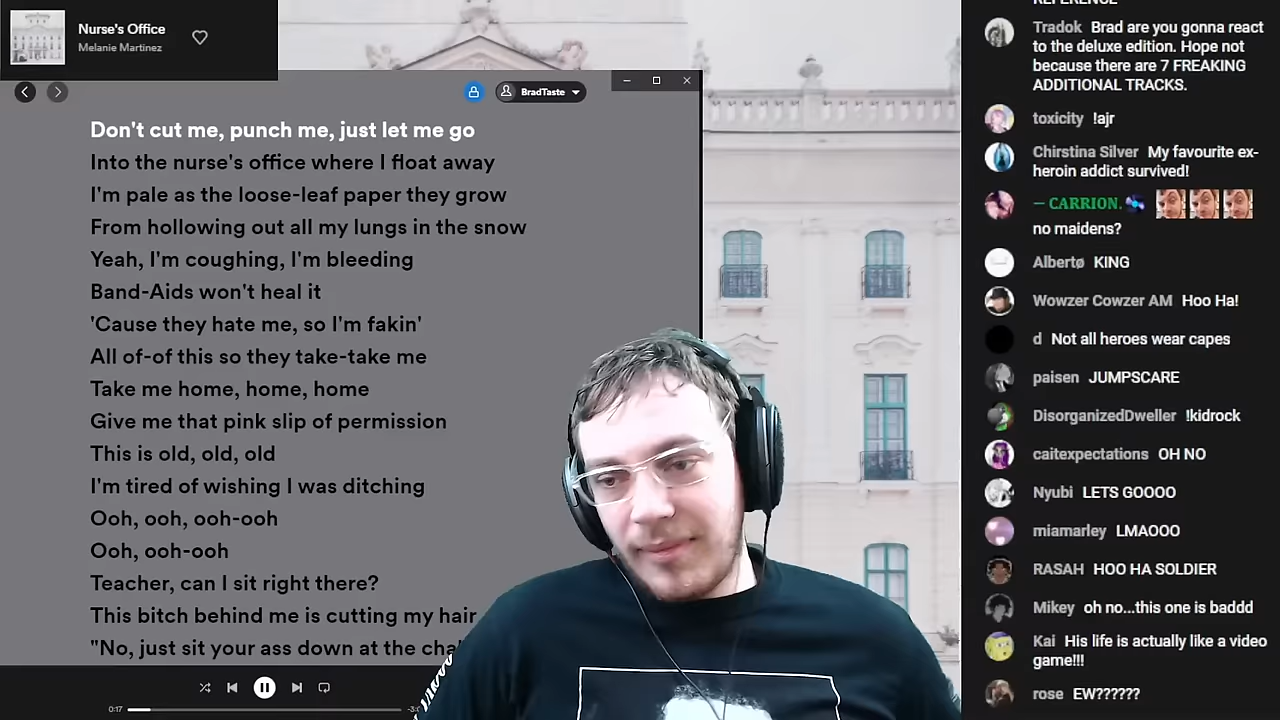 Nurse's Office
Melanie Martinez
BradTaste
Don't cut me, punch me, just let me go
Into the nurse's office where I float away
I'm pale as the loose-leaf paper they grow
From hollowing out all my lungs in the snow
Yeah, I'm coughing, I'm bleeding
Band-Aids won't heal it
'Cause they hate me, so I'm fakin'
All of-of this so they take-take me
Take me home, home, home
Give me that pink slip of permission
This is old, old, old
I'm tired of wishing I was ditching
Ooh, ooh, ooh-ooh
Ooh, ooh-ooh
Teacher, can I sit right there?
This bitch behind me is cutting my hair
"No, just sit your ass down at the cha
0:17
REFERENCE
Tradok Brad are you gonna react
to the deluxe edition. Hope not
because there are 7 FREAKING
ADDITIONAL TRACKS.
toxicity !ajr
Chirstina Silver My favourite ex-
heroin addict survived!
— CARRION.
no maidens?
Albertø KING
Wowzer Cowzer AM Hoo Ha!
d Not all heroes wear capes
paisen JUMPSCARE
DisorganizedDweller !kidrock
caitexpectations OH NO
Nyubi LETS GOOOO
miamarley LMAOOO
RASAH HOO HA SOLDIER
Mikey oh no...this one is baddd
Kai His life is actually like a video
game!!!
rose EW??????